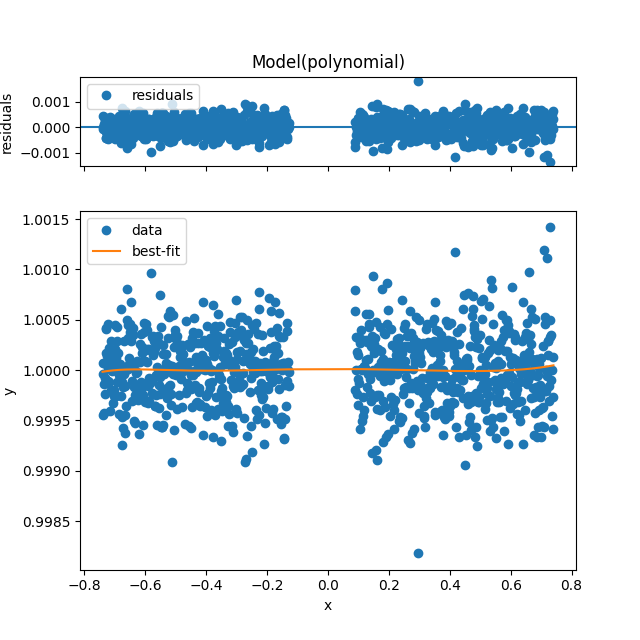 Model(polynomial)
residuals
0.001
0.000
−0.001
residuals
data
best-fit
1.0015
1.0010
1.0005
1.0000
0.9995
0.9990
0.9985
y
−0.8 −0.6 −0.4 −0.2 0.0 0.2 0.4 0.6 0.8
x